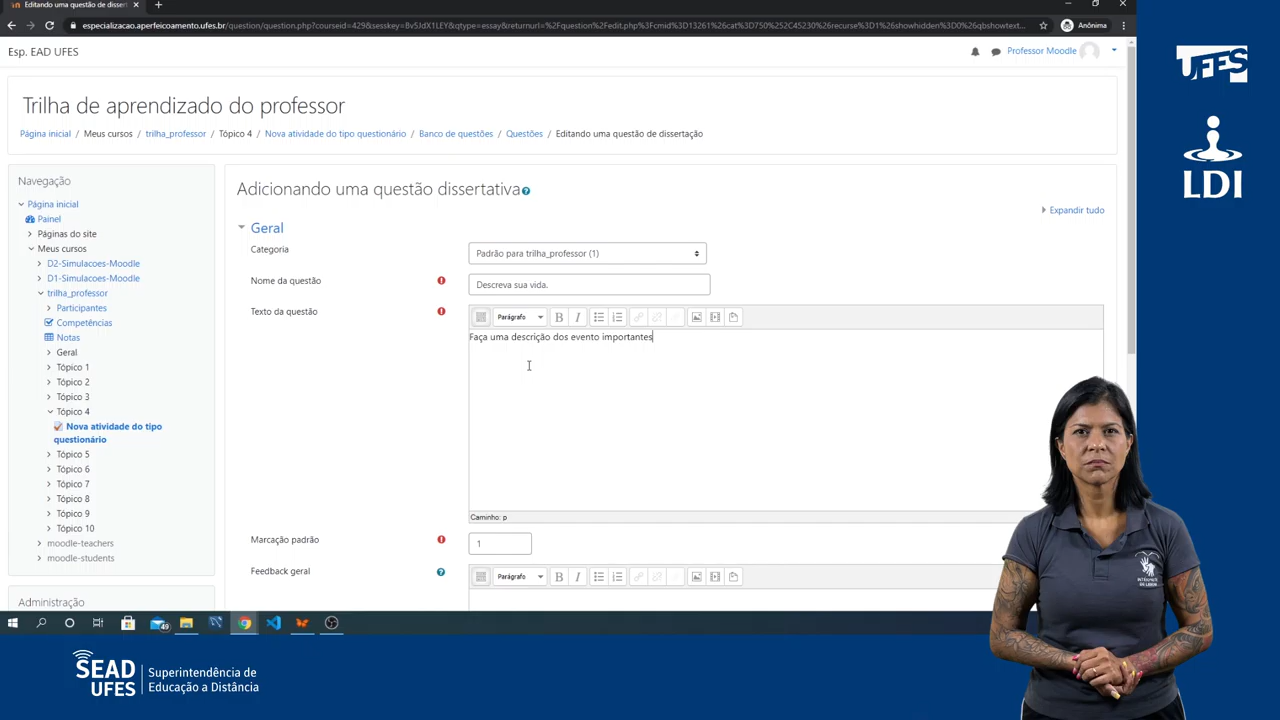 Editando uma questão de dissert
especializacao.aperfeicoamento.ufes.br/question/question.php?courseid=429&sesskey=Bv5JdX1LEY&qtype=essay&returnurl=%2Fquestion%2Fedit.php%3Fcmid%3D13261%26cat%3D750%252C45230%26recurse%3D1%26showhidden%3D0%26qbshowtext...
Anônima
Esp. EAD UFES
Professor Moodle
Trilha de aprendizado do professor
Página inicial / Meus cursos / trilha_professor / Tópico 4 / Nova atividade do tipo questionário / Banco de questões / Questões / Editando uma questão de dissertação
Navegação
Página inicial
Painel
Páginas do site
Meus cursos
D2-Simulacoes-Moodle
D1-Simulacoes-Moodle
trilha_professor
Participantes
Competências
Notas
Geral
Tópico 1
Tópico 2
Tópico 3
Tópico 4
Nova atividade do tipo
questionário
Tópico 5
Tópico 6
Tópico 7
Tópico 8
Tópico 9
Tópico 10
moodle-teachers
moodle-students
Administração
Adicionando uma questão dissertativa
Expandir tudo
Geral
Categoria
Padrão para trilha_professor (1)
Nome da questão
Descreva sua vida.
Texto da questão
Parágrafo
B I
Faça uma descrição dos evento importantes
Caminho: p
Marcação padrão
1
Feedback geral
Parágrafo
B I
49
UFES
LDI
SEAD
UFES
Superintendência de
Educação a Distância